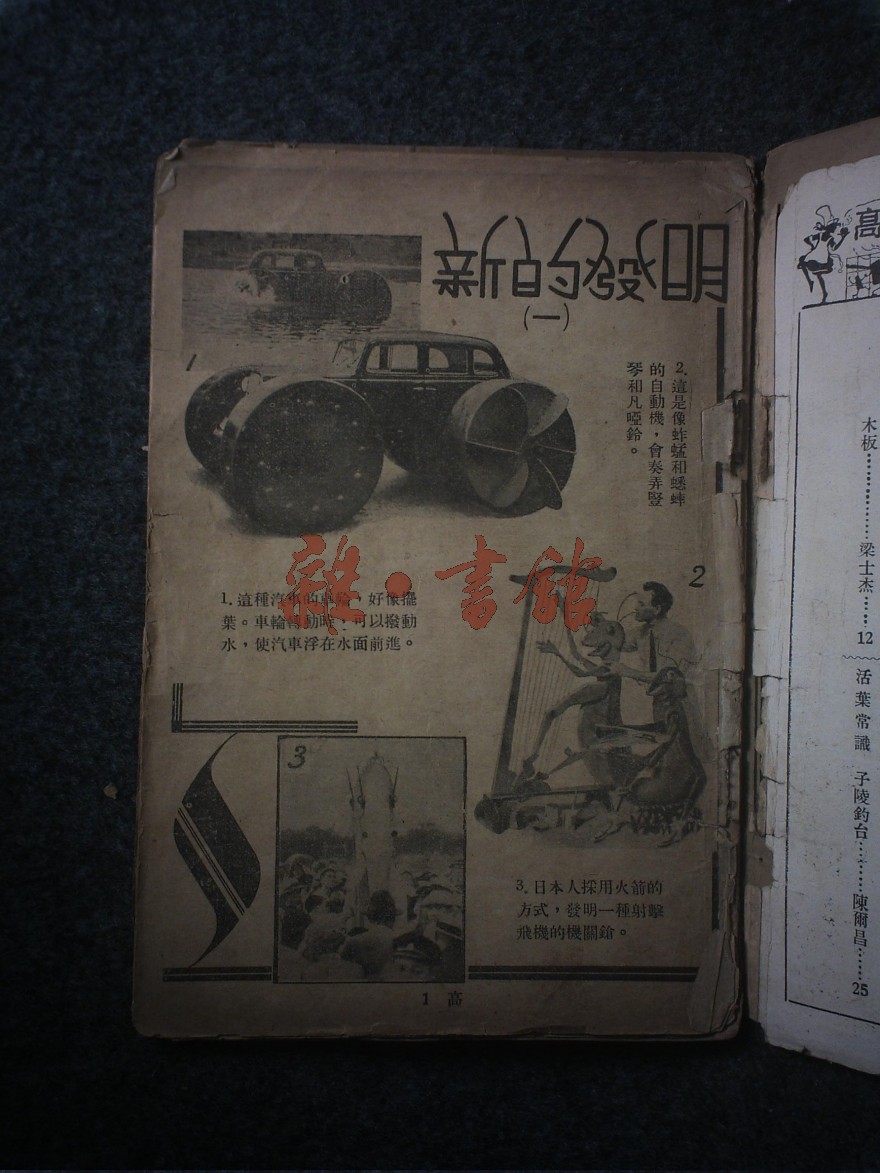 新的發明
(一)
1
2.這是像蚱蜢和蟋蟀
的自動機，會奏弄豎
琴和凡啞鈴。
1.這種汽車的車輪，好像擢
葉。車輪轉動時，可以撥動
水，使汽車浮在水面前進。
雜·書館
2
3
3.日本人採用火箭的
方式，發明一種射擊
飛機的機關鎗。
1 高
高
木板……………梁士杰……12
活葉常識 子陵釣台…………陳爾昌……25